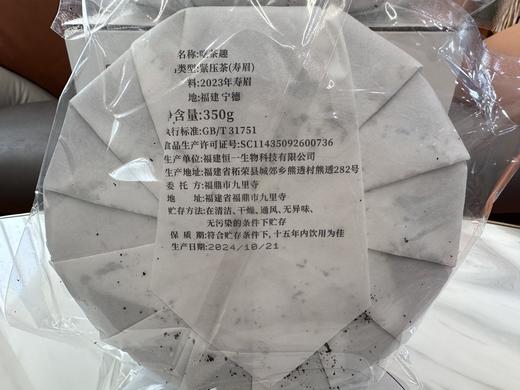 名称:吃茶趣
类型:紧压茶(寿眉)
料:2023年寿眉
地:福建 宁德
净含量:350g
执行标准:GB/T 31751
食品生产许可证号:SC11435092600736
生产单位:福建恒一生物科技有限公司
生产地址:福建省柘荣县城郊乡熊透村熊透282号
委 托 方:福鼎市九里寺
地 址:福建省福鼎市九里寺
贮存方法:在清洁、干燥、通风、无异味、
无污染的条件下贮存
保 质 期:符合贮存条件下,十五年内饮用为佳
生产日期:2024/10/21